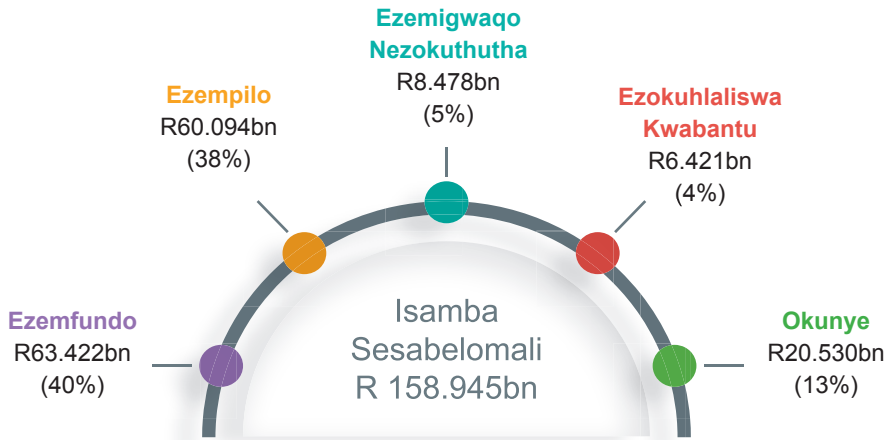 Ezemfundo
R63.422bn
(40%)
Ezempilo
R60.094bn
(38%)
Ezemigwaqo
Nezokuthutha
R8.478bn
(5%)
Ezokuhlaliswa
Kwabantu
R6.421bn
(4%)
Okunye
R20.530bn
(13%)
Isamba
Sesabelomali
R 158.945bn